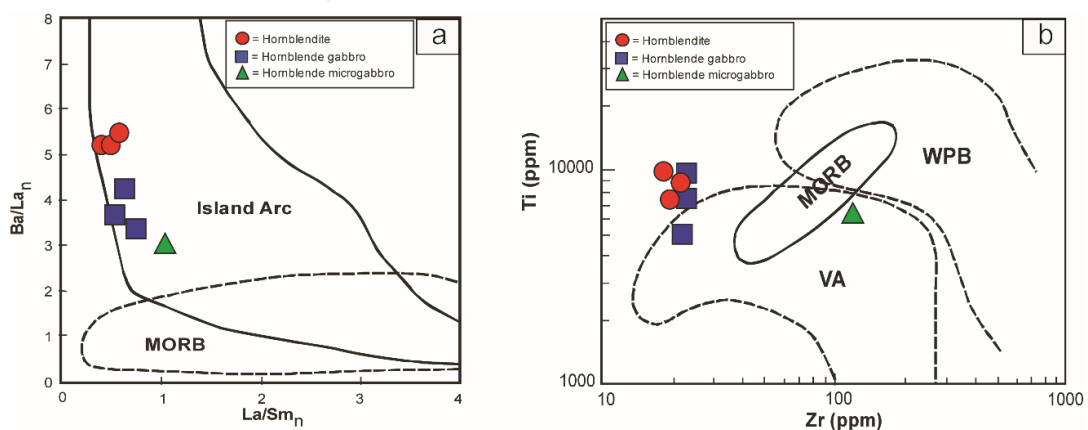 a
= Hornblendite
= Hornblende gabbro
= Hornblende microgabbro
8
7
6
5
4
3
2
1
0
Ba/Laₙ
Island Arc
MORB
0
1
2
3
4
La/Smₙ
b
= Hornblendite
= Hornblende gabbro
= Hornblende microgabbro
10000
1000
Ti (ppm)
WPB
MORB
VA
10
100
1000
Zr (ppm)